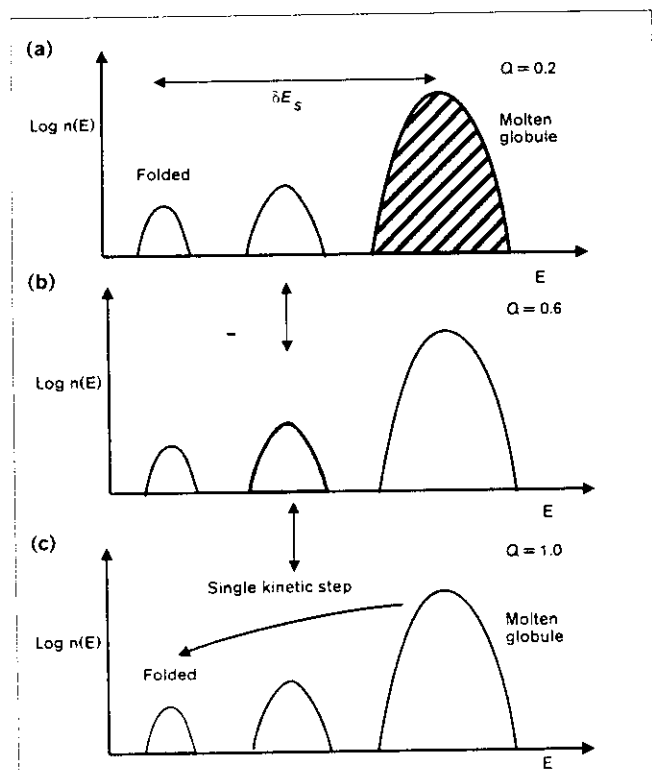 (a)
Q = 0.2
δE_s
Log n(E)
Molten
globule
Folded
E
(b)
Q = 0.6
Log n(E)
E
(c)
Q = 1.0
Single kinetic step
Log n(E)
Molten
globule
Folded
E